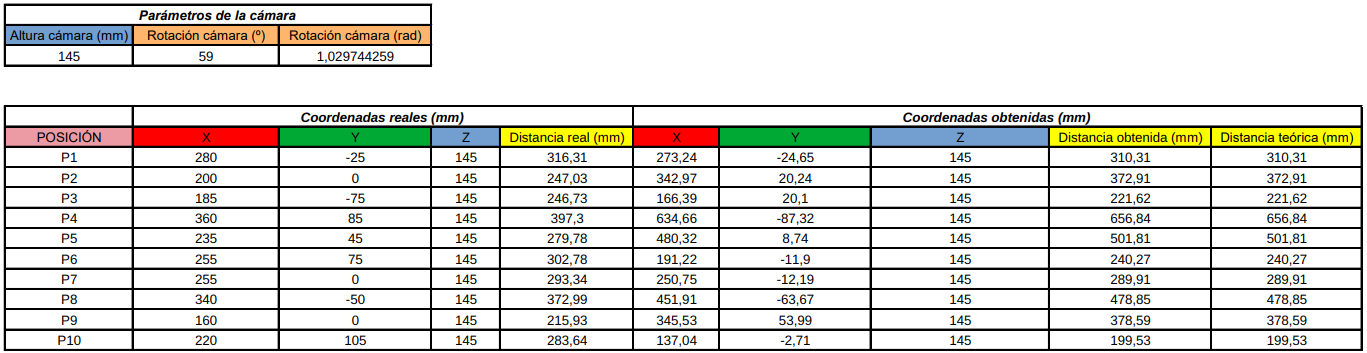 Parámetros de la cámara
Altura cámara (mm) Rotación cámara (º) Rotación cámara (rad)
145 59 1,029744259
Coordenadas reales (mm) Coordenadas obtenidas (mm)
POSICIÓN X Y Z Distancia real (mm) X Y Z Distancia obtenida (mm) Distancia teórica (mm)
P1 280 -25 145 316,31 273,24 -24,65 145 310,31 310,31
P2 200 0 145 247,03 342,97 20,24 145 372,91 372,91
P3 185 -75 145 246,73 166,39 20,1 145 221,62 221,62
P4 360 85 145 397,3 634,66 -87,32 145 656,84 656,84
P5 235 45 145 279,78 480,32 8,74 145 501,81 501,81
P6 255 75 145 302,78 191,22 -11,9 145 240,27 240,27
P7 255 0 145 293,34 250,75 -12,19 145 289,91 289,91
P8 340 -50 145 372,99 451,91 -63,67 145 478,85 478,85
P9 160 0 145 215,93 345,53 53,99 145 378,59 378,59
P10 220 105 145 283,64 137,04 -2,71 145 199,53 199,53